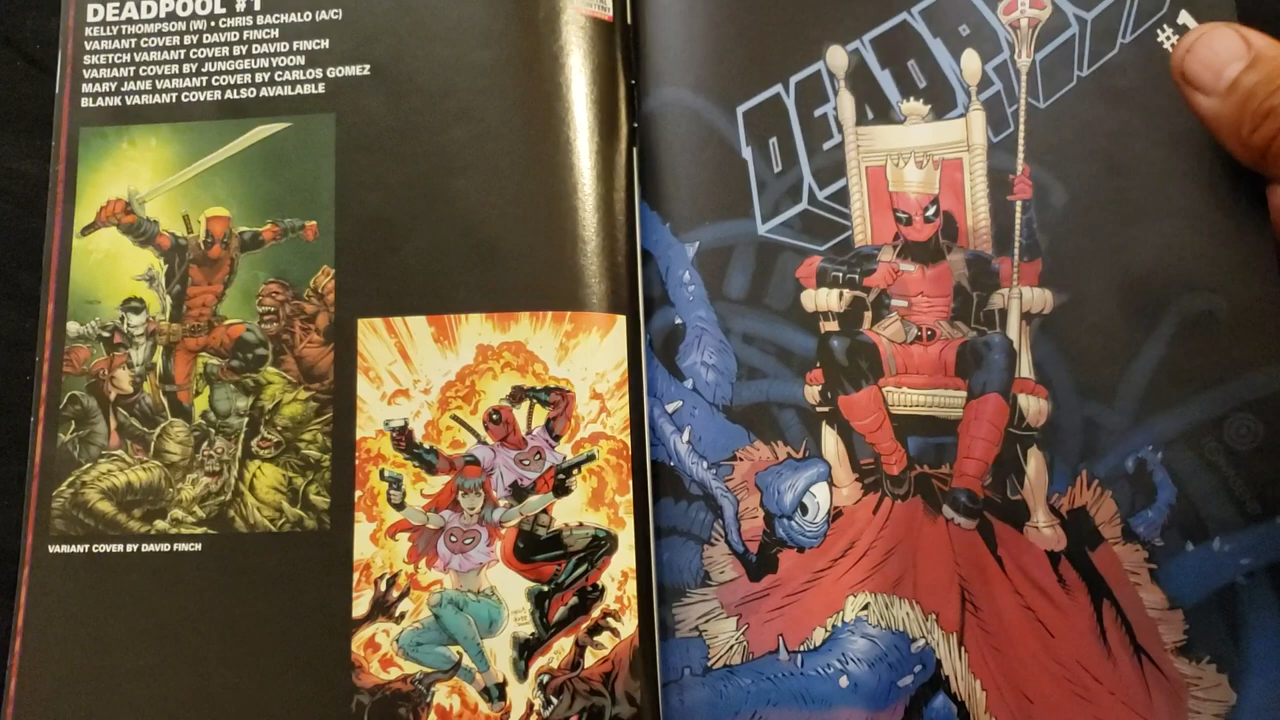 DEADPOOL #1
KELLY THOMPSON (W) • CHRIS BACHALO (A/C)
VARIANT COVER BY DAVID FINCH
SKETCH VARIANT COVER BY DAVID FINCH
VARIANT COVER BY JUNGGEUN YOON
MARY JANE VARIANT COVER BY CARLOS GOMEZ
BLANK VARIANT COVER ALSO AVAILABLE
VARIANT COVER BY DAVID FINCH
#1